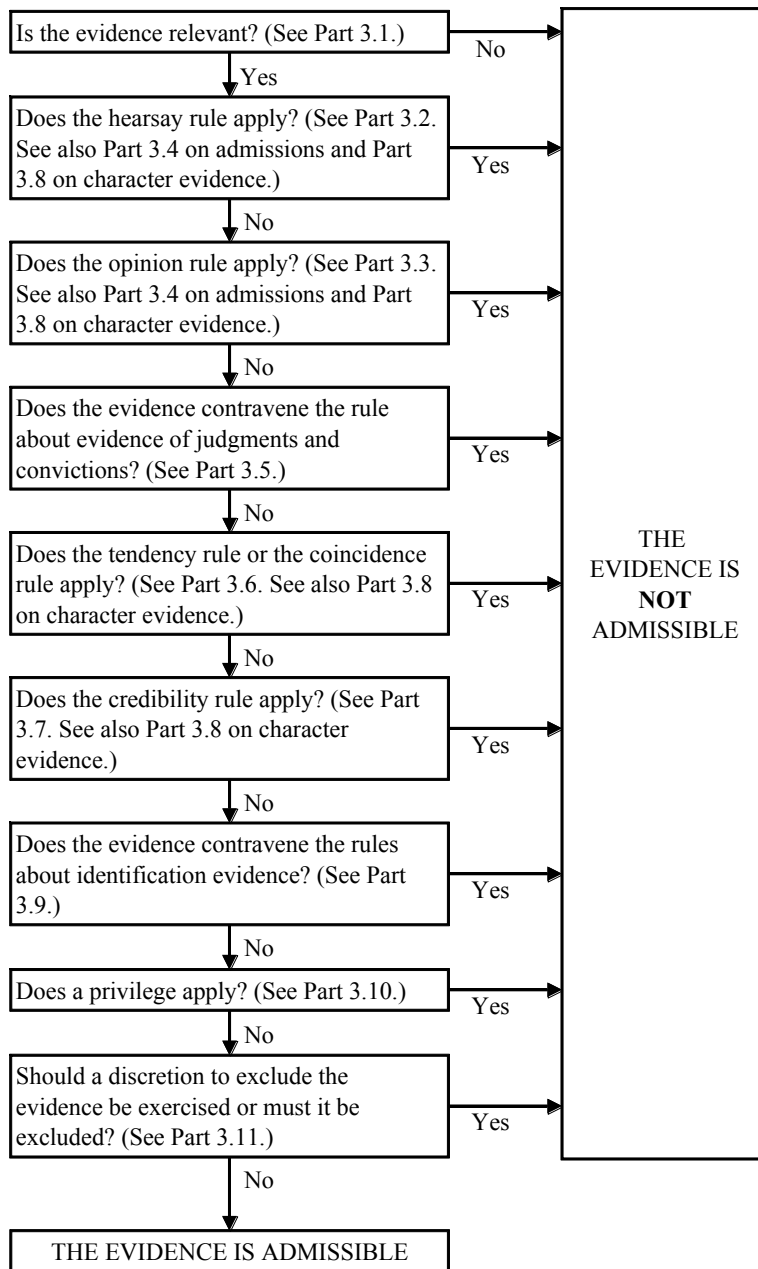 Is the evidence relevant? (See Part 3.1.)
No
Yes
Does the hearsay rule apply? (See Part 3.2.
See also Part 3.4 on admissions and Part
3.8 on character evidence.)
Yes
No
Does the opinion rule apply? (See Part 3.3.
See also Part 3.4 on admissions and Part
3.8 on character evidence.)
Yes
No
Does the evidence contravene the rule
about evidence of judgments and
convictions? (See Part 3.5.)
Yes
No
Does the tendency rule or the coincidence
rule apply? (See Part 3.6. See also Part 3.8
on character evidence.)
Yes
No
Does the credibility rule apply? (See Part
3.7. See also Part 3.8 on character
evidence.)
Yes
No
Does the evidence contravene the rules
about identification evidence? (See Part
3.9.)
Yes
No
Does a privilege apply? (See Part 3.10.)
Yes
No
Should a discretion to exclude the
evidence be exercised or must it be
excluded? (See Part 3.11.)
Yes
No
THE EVIDENCE IS ADMISSIBLE
THE
EVIDENCE IS
NOT
ADMISSIBLE